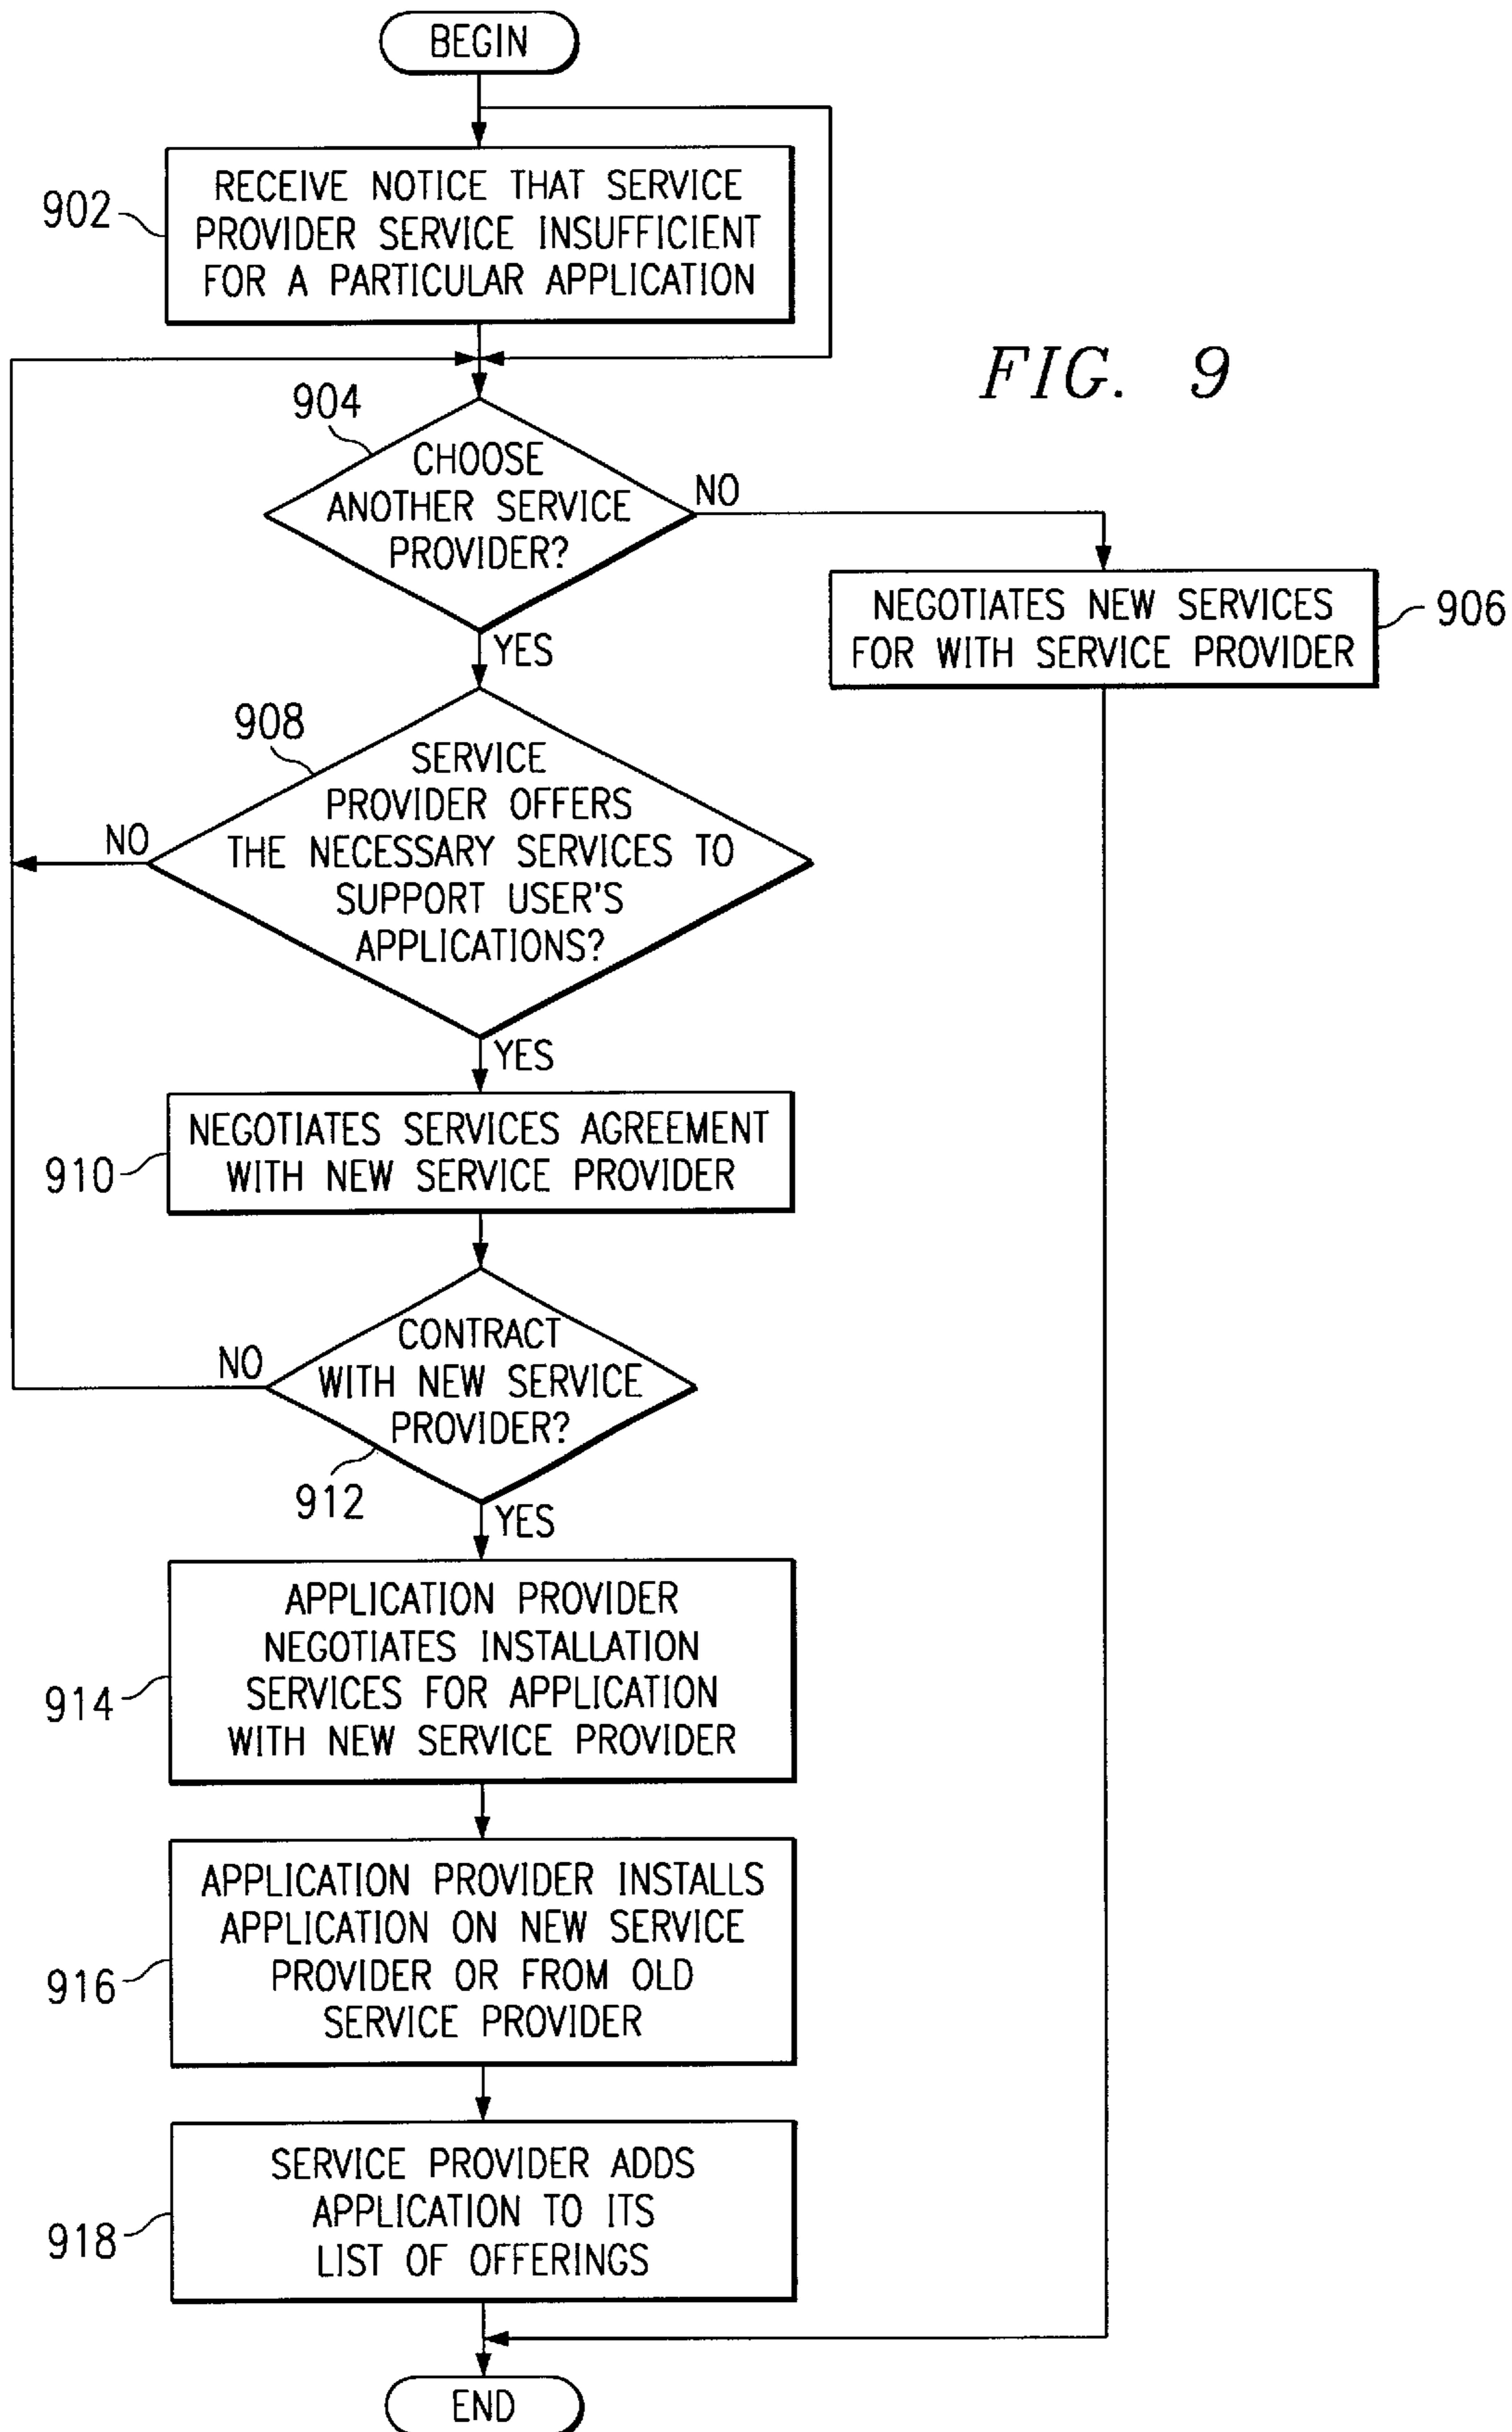 BEGIN
902
RECEIVE NOTICE THAT SERVICE
PROVIDER SERVICE INSUFFICIENT
FOR A PARTICULAR APPLICATION
FIG. 9
904
CHOOSE
ANOTHER SERVICE
PROVIDER?
NO
YES
NEGOTIATES NEW SERVICES
FOR WITH SERVICE PROVIDER
906
908
SERVICE
PROVIDER OFFERS
THE NECESSARY SERVICES TO
SUPPORT USER'S
APPLICATIONS?
NO
YES
910
NEGOTIATES SERVICES AGREEMENT
WITH NEW SERVICE PROVIDER
CONTRACT
WITH NEW SERVICE
PROVIDER?
NO
912
YES
914
APPLICATION PROVIDER
NEGOTIATES INSTALLATION
SERVICES FOR APPLICATION
WITH NEW SERVICE PROVIDER
916
APPLICATION PROVIDER INSTALLS
APPLICATION ON NEW SERVICE
PROVIDER OR FROM OLD
SERVICE PROVIDER
918
SERVICE PROVIDER ADDS
APPLICATION TO ITS
LIST OF OFFERINGS
END